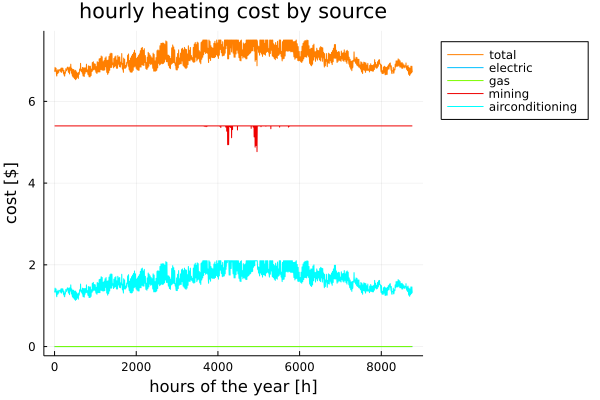 hourly heating cost by source
total
electric
gas
mining
airconditioning
6
4
2
0
cost [$]
0 2000 4000 6000 8000
hours of the year [h]